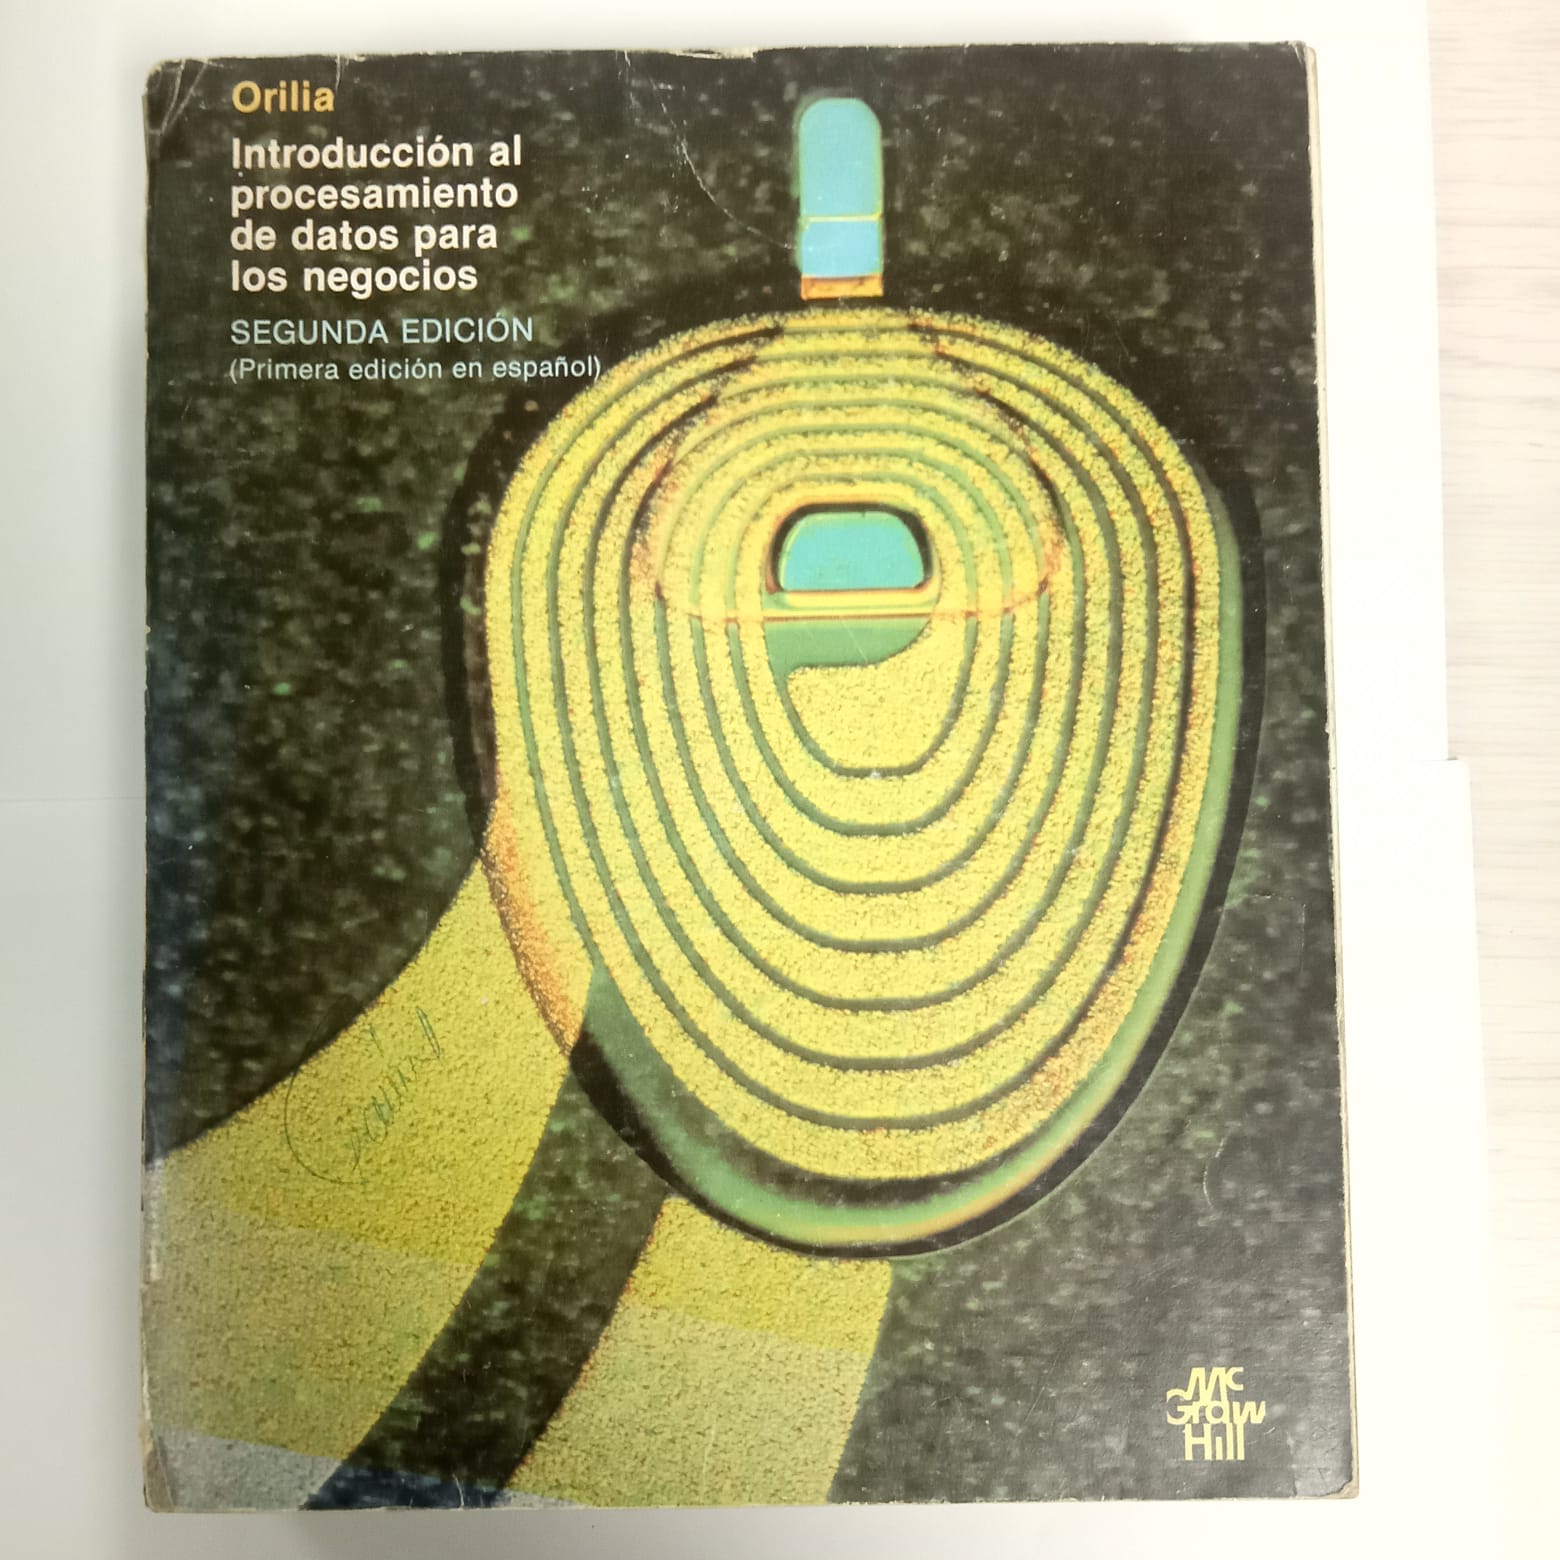 Orilia
Introducción al
procesamiento
de datos para
los negocios
SEGUNDA EDICIÓN
(Primera edición en español)
Mc
Graw
Hill